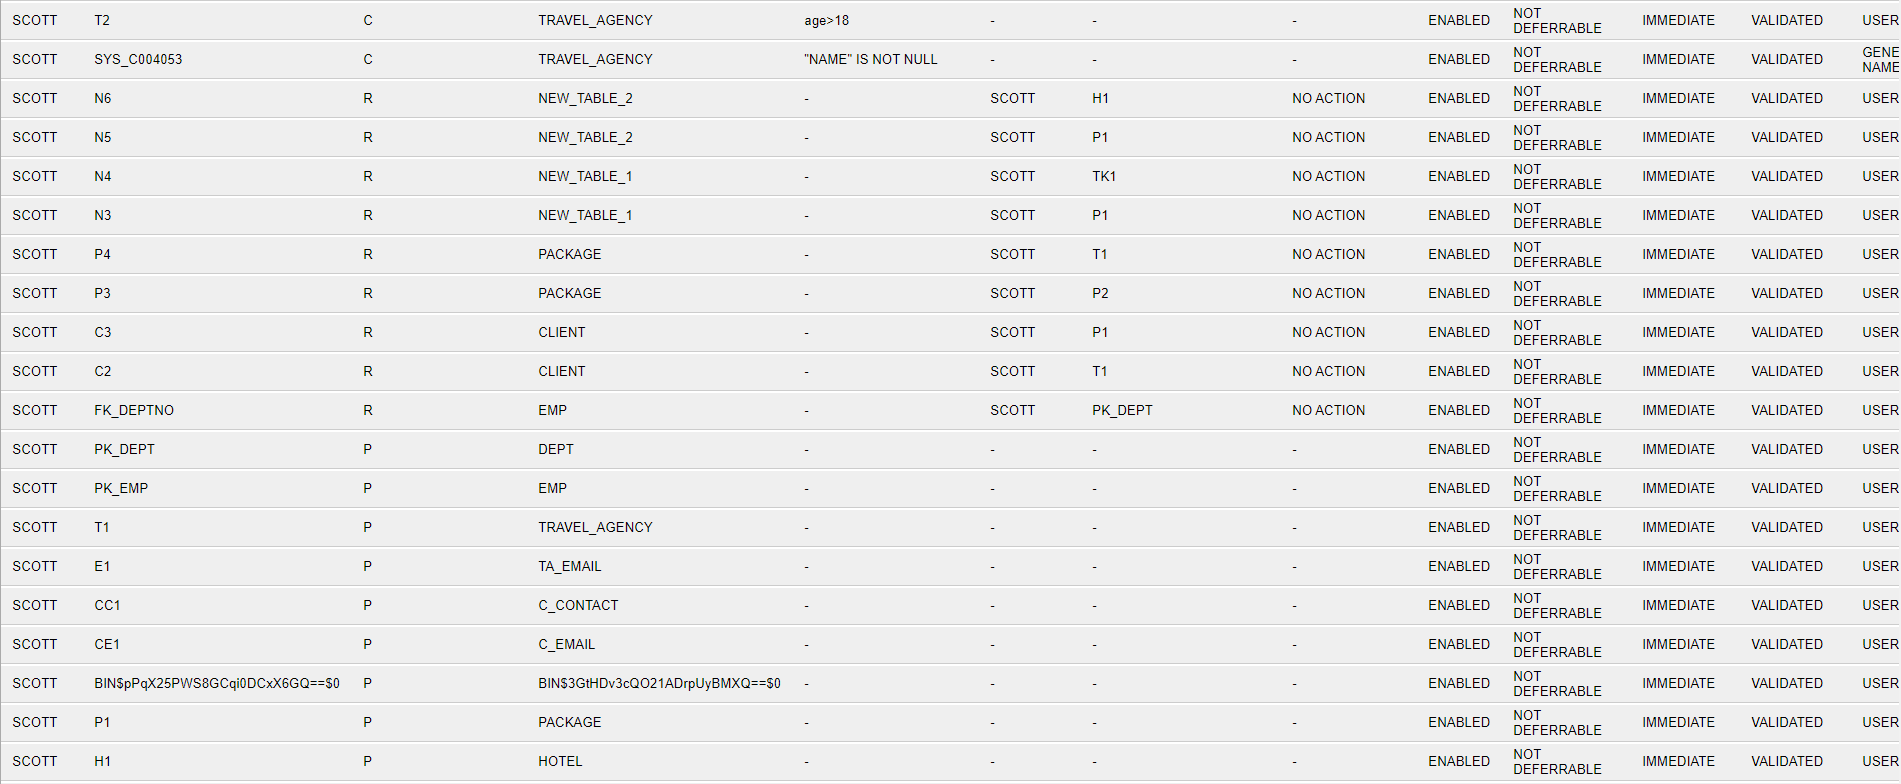 SCOTT T2 C TRAVEL_AGENCY age>18 - - - ENABLED NOT DEFERRABLE IMMEDIATE VALIDATED USER
SCOTT SYS_C004053 C TRAVEL_AGENCY "NAME" IS NOT NULL - - - ENABLED NOT DEFERRABLE IMMEDIATE VALIDATED GENE NAME
SCOTT N6 R NEW_TABLE_2 - SCOTT H1 NO ACTION ENABLED NOT DEFERRABLE IMMEDIATE VALIDATED USER
SCOTT N5 R NEW_TABLE_2 - SCOTT P1 NO ACTION ENABLED NOT DEFERRABLE IMMEDIATE VALIDATED USER
SCOTT N4 R NEW_TABLE_1 - SCOTT TK1 NO ACTION ENABLED NOT DEFERRABLE IMMEDIATE VALIDATED USER
SCOTT N3 R NEW_TABLE_1 - SCOTT P1 NO ACTION ENABLED NOT DEFERRABLE IMMEDIATE VALIDATED USER
SCOTT P4 R PACKAGE - SCOTT T1 NO ACTION ENABLED NOT DEFERRABLE IMMEDIATE VALIDATED USER
SCOTT P3 R PACKAGE - SCOTT P2 NO ACTION ENABLED NOT DEFERRABLE IMMEDIATE VALIDATED USER
SCOTT C3 R CLIENT - SCOTT P1 NO ACTION ENABLED NOT DEFERRABLE IMMEDIATE VALIDATED USER
SCOTT C2 R CLIENT - SCOTT T1 NO ACTION ENABLED NOT DEFERRABLE IMMEDIATE VALIDATED USER
SCOTT FK_DEPTNO R EMP - SCOTT PK_DEPT NO ACTION ENABLED NOT DEFERRABLE IMMEDIATE VALIDATED USER
SCOTT PK_DEPT P DEPT - - - - ENABLED NOT DEFERRABLE IMMEDIATE VALIDATED USER
SCOTT PK_EMP P EMP - - - - ENABLED NOT DEFERRABLE IMMEDIATE VALIDATED USER
SCOTT T1 P TRAVEL_AGENCY - - - - ENABLED NOT DEFERRABLE IMMEDIATE VALIDATED USER
SCOTT E1 P TA_EMAIL - - - - ENABLED NOT DEFERRABLE IMMEDIATE VALIDATED USER
SCOTT CC1 P C_CONTACT - - - - ENABLED NOT DEFERRABLE IMMEDIATE VALIDATED USER
SCOTT CE1 P C_EMAIL - - - - ENABLED NOT DEFERRABLE IMMEDIATE VALIDATED USER
SCOTT BIN$pPqX25PWS8GCqi0DCxX6GQ==$0 P BIN$3GtHDv3cQO21ADrpUyBMXQ==$0 - - - - ENABLED NOT DEFERRABLE IMMEDIATE VALIDATED USER
SCOTT P1 P PACKAGE - - - - ENABLED NOT DEFERRABLE IMMEDIATE VALIDATED USER
SCOTT H1 P HOTEL - - - - ENABLED NOT DEFERRABLE IMMEDIATE VALIDATED USER